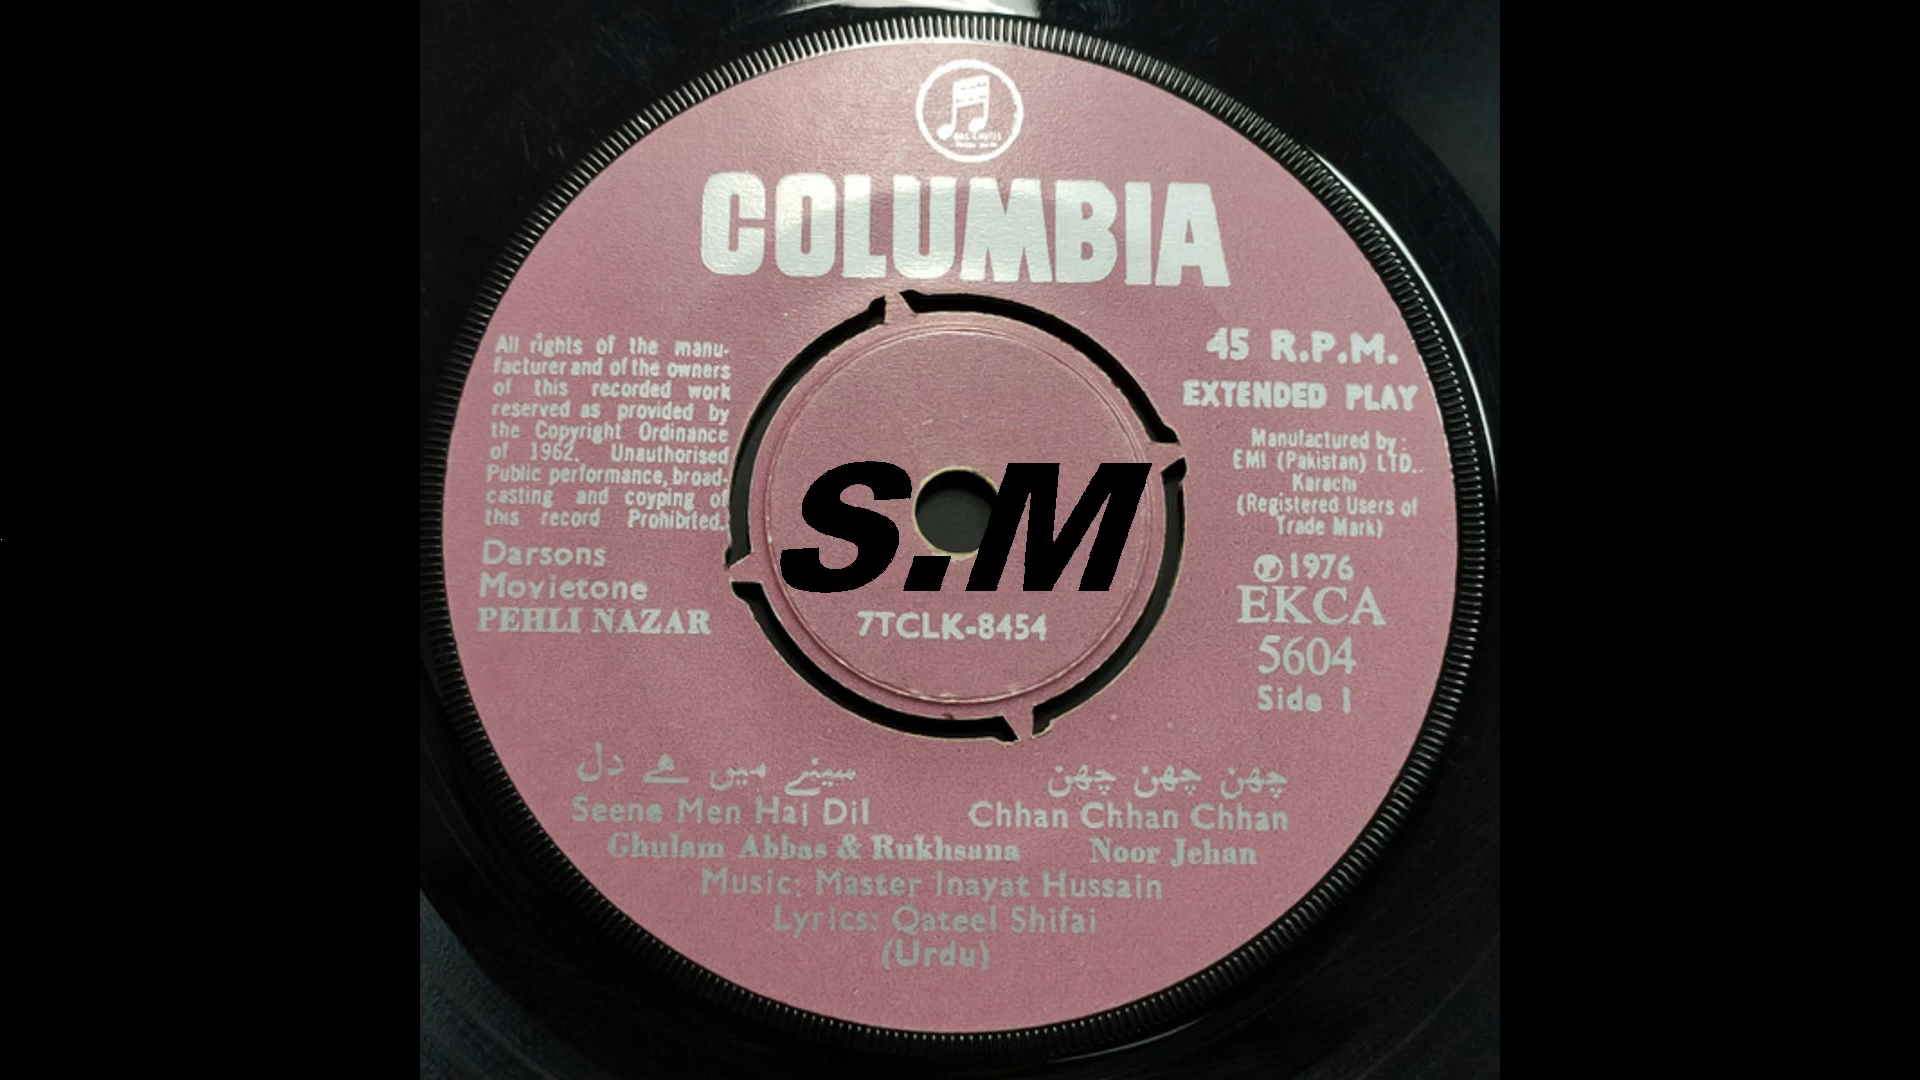 COLUMBIA
All rights of the manu-
facturer and of the owners
of this recorded work
reserved as provided by
the Copyright Ordinance
of 1962. Unauthorised
Public performance, broad-
casting and coyping of
this record Prohibited.
Darsons
Movietone
PEHLI NAZAR
45 R.P.M.
EXTENDED PLAY
Manufactured by:
EMI (Pakistan) LTD.
Karachi
(Registered Users of
Trade Mark)
Ⓟ1976
EKCA
5604
Side 1
S.M
7TCLK-8454
سینے میں ھے دل
چھن چھن چھن
Seene Men Hai Dil Chhan Chhan Chhan
Ghulam Abbas & Rukhsana Noor Jehan
Music: Master Inayat Hussain
Lyrics: Qateel Shifai
(Urdu)